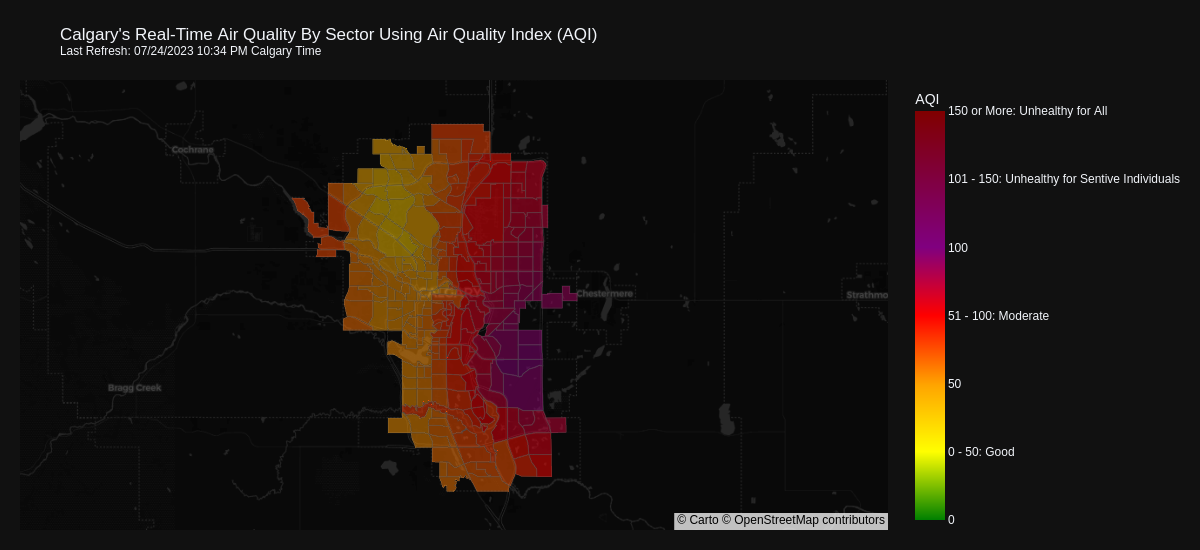 Calgary's Real-Time Air Quality By Sector Using Air Quality Index (AQI)
Last Refresh: 07/24/2023 10:34 PM Calgary Time
AQI
150 or More: Unhealthy for All
Cochrane
101 - 150: Unhealthy for Sentive Individuals
100
CALGARY
Chestermere
Strathmo
51 - 100: Moderate
50
Bragg Creek
0 - 50: Good
0
© Carto © OpenStreetMap contributors